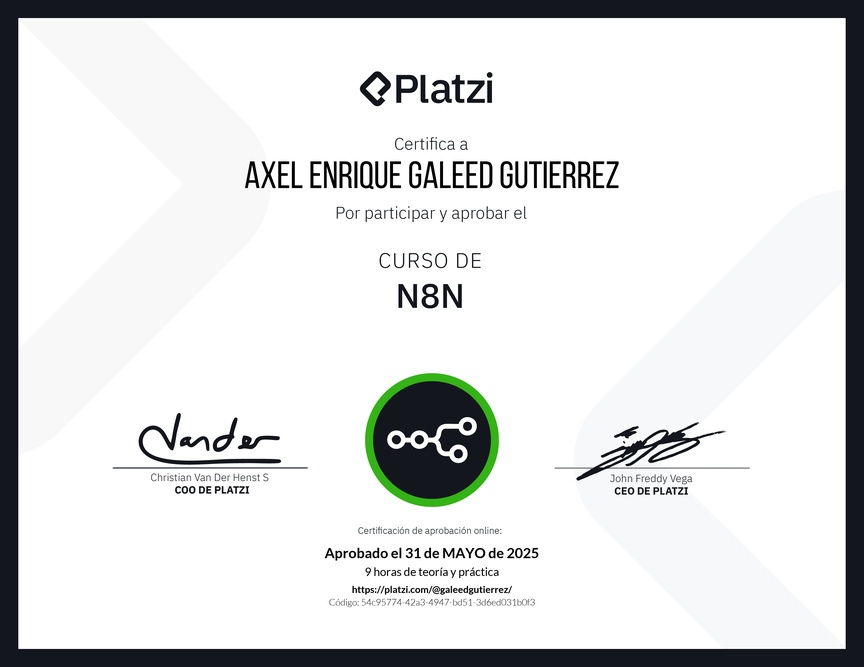 Platzi
Certifica a
AXEL ENRIQUE GALEED GUTIERREZ
Por participar y aprobar el
CURSO DE
N8N
Vander
Christian Van Der Henst S
COO DE PLATZI
John Freddy Vega
CEO DE PLATZI
Certificación de aprobación online:
Aprobado el 31 de MAYO de 2025
9 horas de teoría y práctica
https://platzi.com/@galeedgutierrez/
Código: 54c95774-42a3-4947-bd51-3d6ed031b0f3